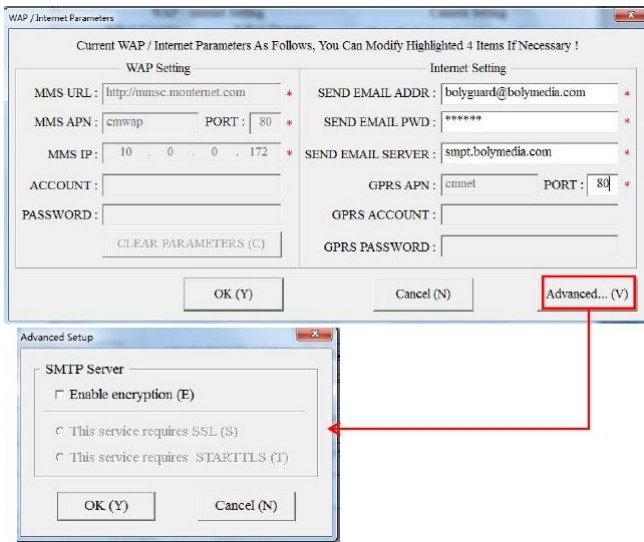 WAP / Internet Parameters
Current WAP / Internet Parameters As Follows, You Can Modify Highlighted 4 Items If Necessary !
WAP Setting
MMS URL : http://mmsc.monternet.com *
MMS APN : cmwap PORT : 80 *
MMS IP : 10 . 0 . 0 . 172 *
ACCOUNT :
PASSWORD :
CLEAR PARAMETERS (C)
Internet Setting
SEND EMAIL ADDR : bolyguard@bolymedia.com *
SEND EMAIL PWD : ****** *
SEND EMAIL SERVER : smpt.bolymedia.com *
GPRS APN : cmnet PORT : 80 *
GPRS ACCOUNT :
GPRS PASSWORD :
OK (Y) Cancel (N) Advanced... (V)
Advanced Setup
SMTP Server
Enable encryption (E)
This service requires SSL (S)
This service requires STARTTLS (T)
OK (Y) Cancel (N)